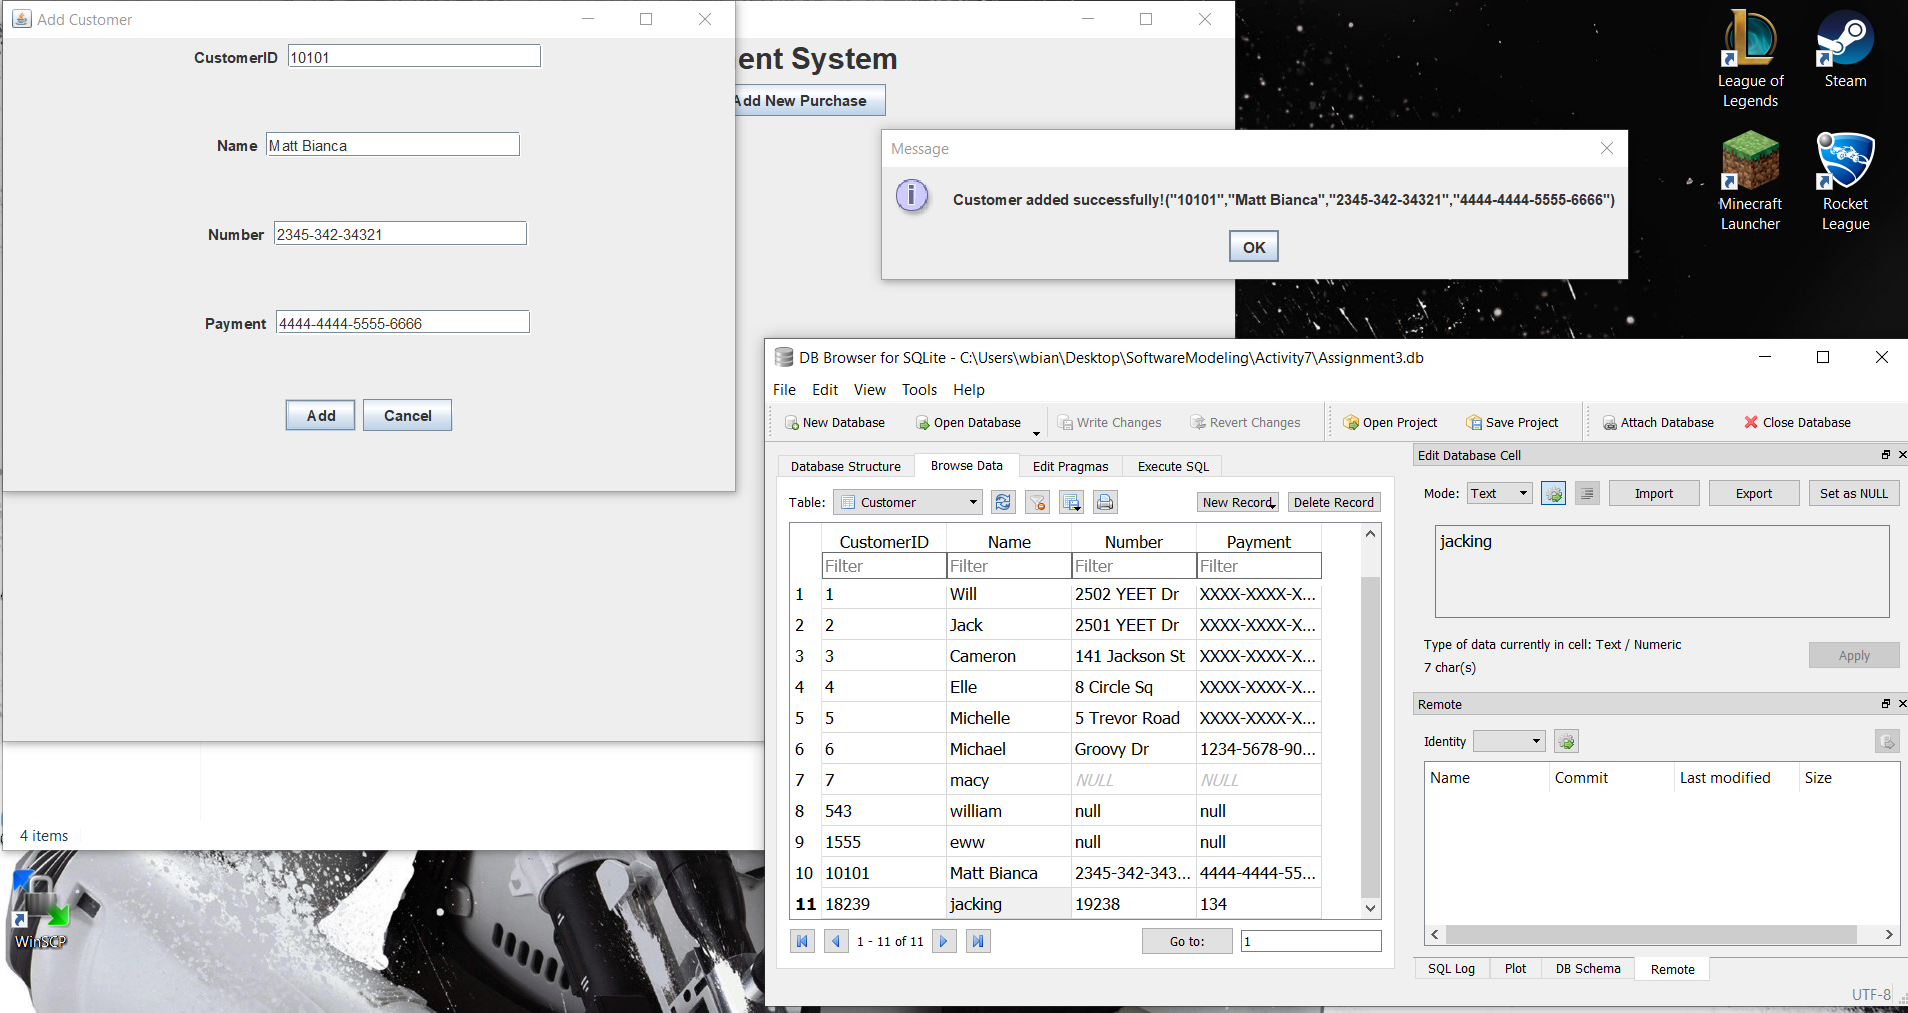 Add Customer
CustomerID 10101
Name Matt Bianca
Number 2345-342-34321
Payment 4444-4444-5555-6666
Add Cancel
ent System
Add New Purchase
Message
Customer added successfully!("10101","Matt Bianca","2345-342-34321","4444-4444-5555-6666")
OK
League of
Legends
Steam
Minecraft
Launcher
Rocket
League
DB Browser for SQLite - C:\Users\wbian\Desktop\SoftwareModeling\Activity7\Assignment3.db
File Edit View Tools Help
New Database Open Database Write Changes Revert Changes Open Project Save Project Attach Database Close Database
Database Structure Browse Data Edit Pragmas Execute SQL
Table: Customer New Record Delete Record
CustomerID Name Number Payment
Filter Filter Filter Filter
1 1 Will 2502 YEET Dr XXXX-XXXX-X...
2 2 Jack 2501 YEET Dr XXXX-XXXX-X...
3 3 Cameron 141 Jackson St XXXX-XXXX-X...
4 4 Elle 8 Circle Sq XXXX-XXXX-X...
5 5 Michelle 5 Trevor Road XXXX-XXXX-X...
6 6 Michael Groovy Dr 1234-5678-90...
7 7 macy NULL NULL
8 543 william null null
9 1555 eww null null
10 10101 Matt Bianca 2345-342-343... 4444-4444-55...
11 18239 jacking 19238 134
1 - 11 of 11 Go to: 1
Edit Database Cell
Mode: Text Import Export Set as NULL
jacking
Type of data currently in cell: Text / Numeric
7 char(s)
Apply
Remote
Identity
Name Commit Last modified Size
SQL Log Plot DB Schema Remote
UTF-8
4 items
WinSCP